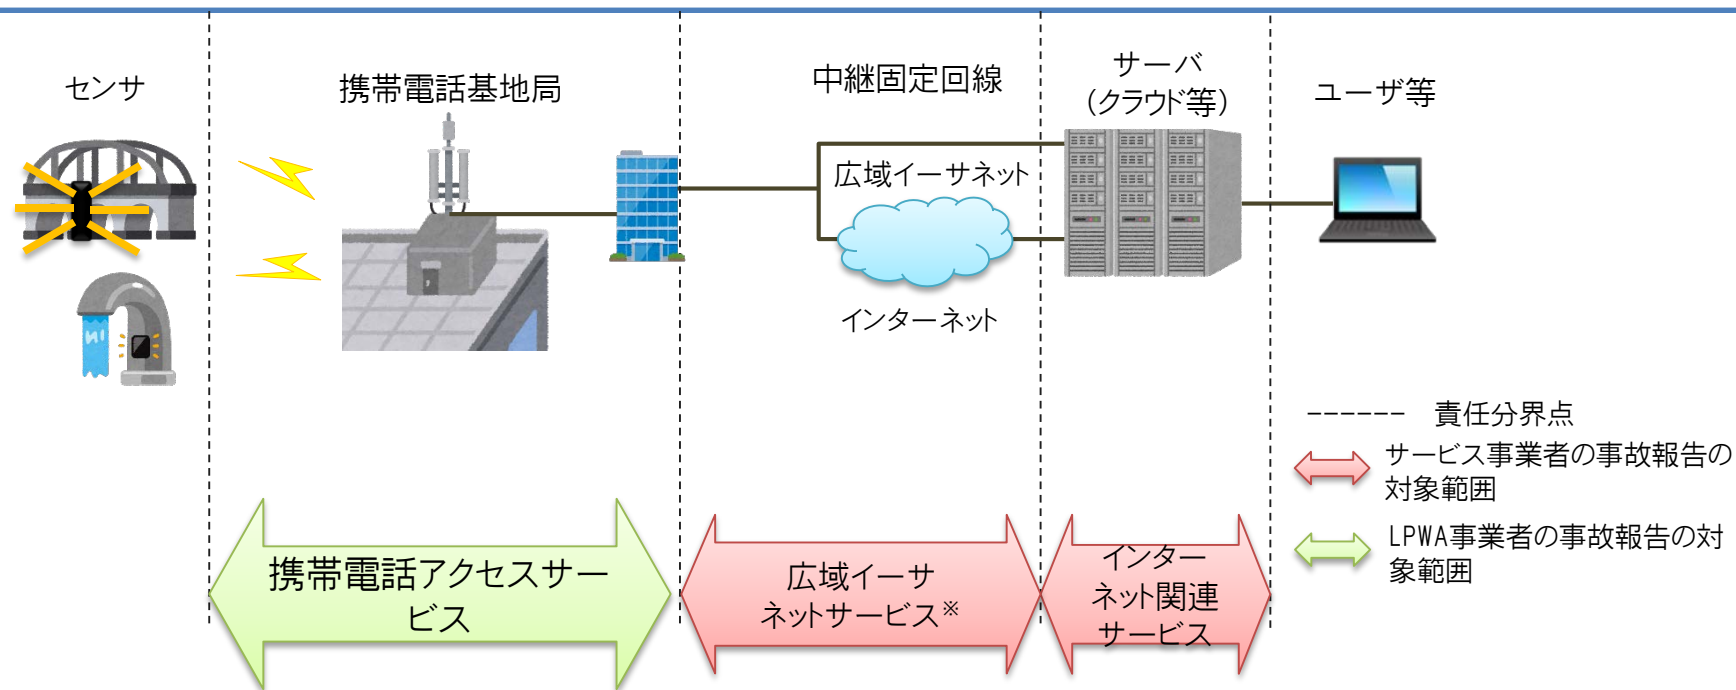 センサ
携帯電話基地局
中継固定回線
サーバ
（クラウド等）
ユーザ等
広域イーサネット
インターネット
------ 責任分界点
サービス事業者の事故報告の
対象範囲
LPWA事業者の事故報告の対
象範囲
携帯電話アクセスサー
ビス
広域イーサ
ネットサービス※
インター
ネット関連
サービス